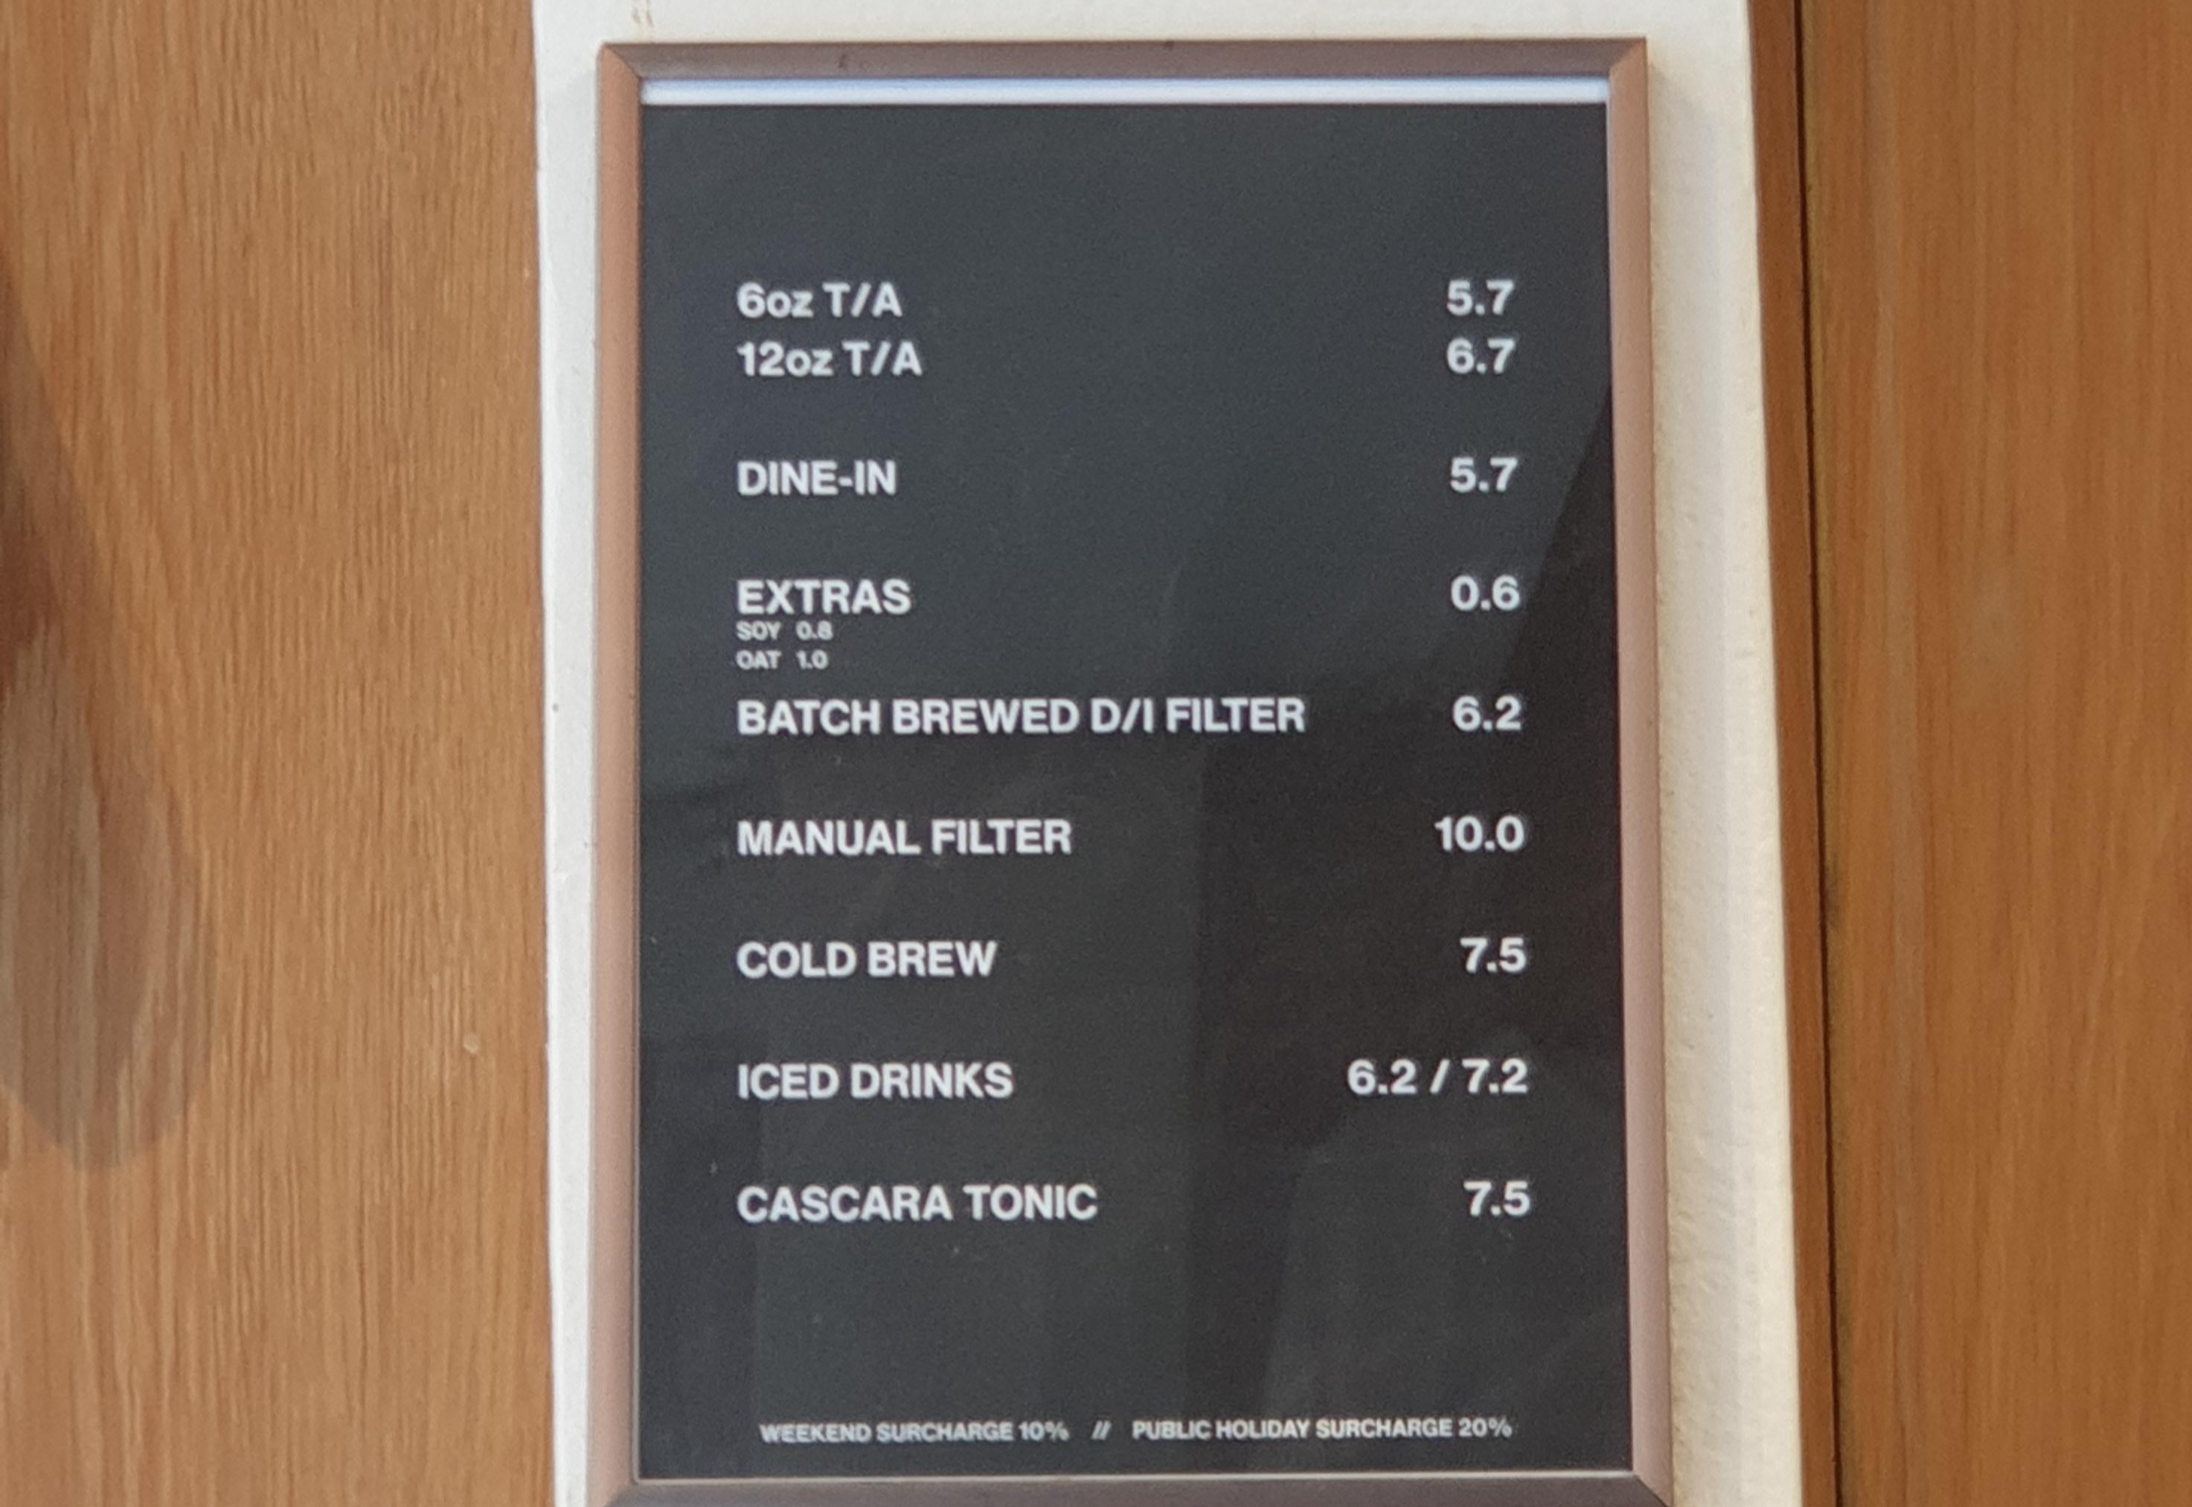 6oz T/A 5.7
12oz T/A 6.7
DINE-IN 5.7
EXTRAS 0.6
SOY 0.8
OAT 1.0
BATCH BREWED D/I FILTER 6.2
MANUAL FILTER 10.0
COLD BREW 7.5
ICED DRINKS 6.2 / 7.2
CASCARA TONIC 7.5
WEEKEND SURCHARGE 10% // PUBLIC HOLIDAY SURCHARGE 20%